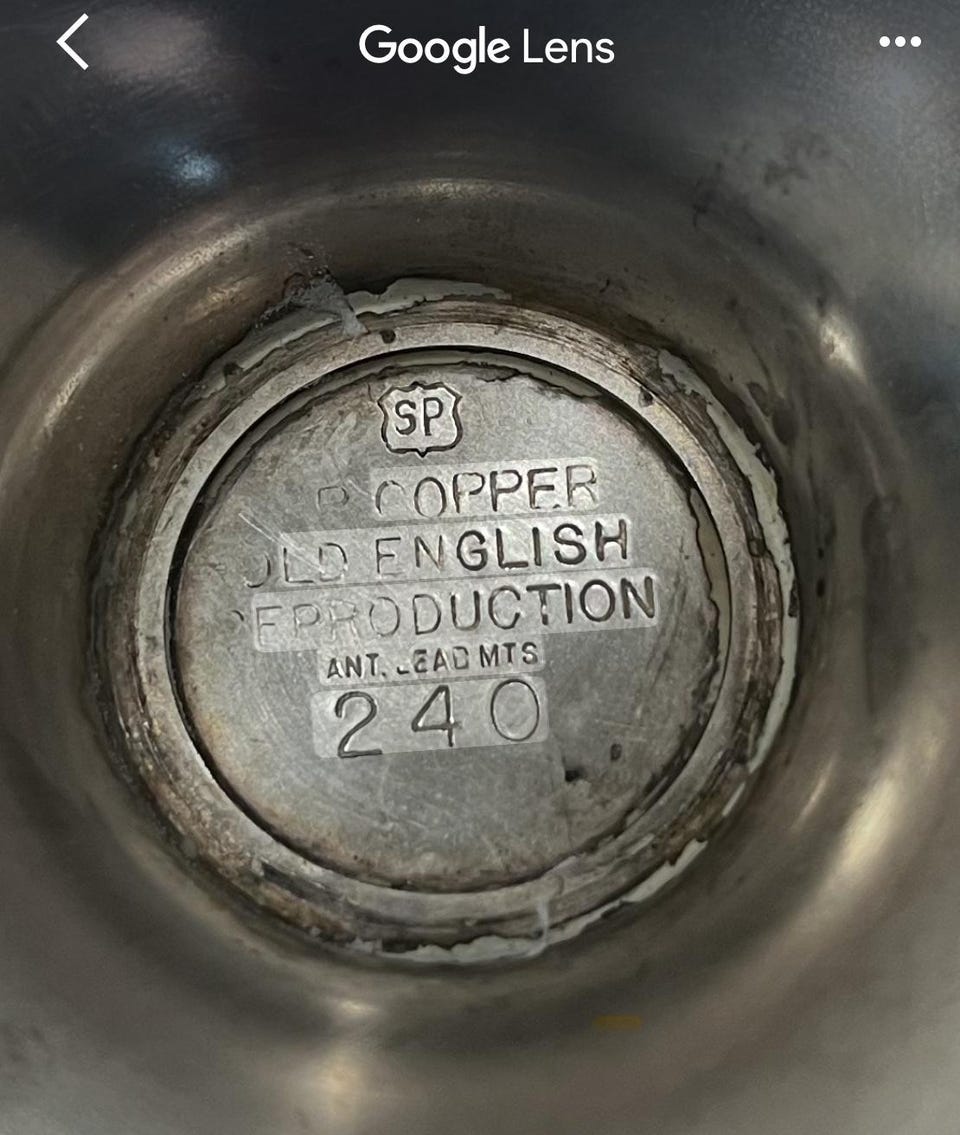 Google Lens
SP
COPPER
OLD ENGLISH
REPRODUCTION
ANT. LEAD MTS
240